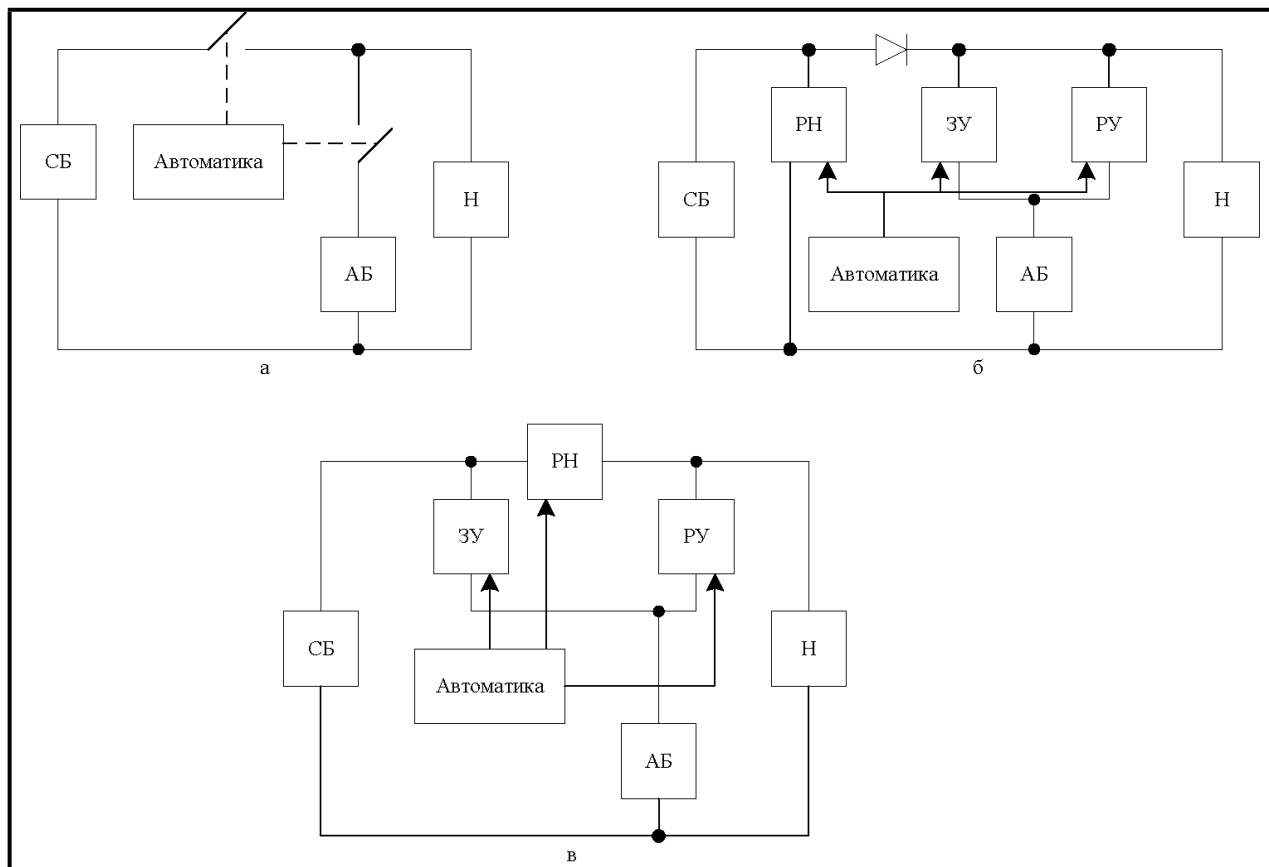 СБ
Автоматика
Н
АБ
а
РН
ЗУ
РУ
СБ
Н
Автоматика
АБ
б
РН
ЗУ
РУ
СБ
Н
Автоматика
АБ
в